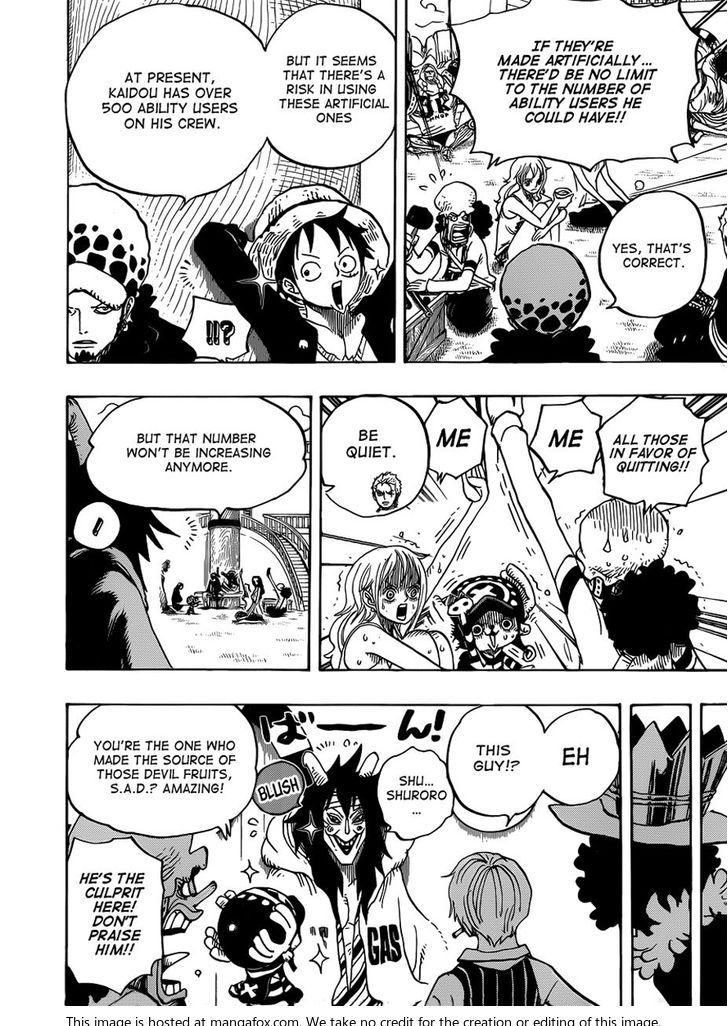 IF THEY'RE
MADE ARTIFICIALLY...
THERE'D BE NO LIMIT
TO THE NUMBER OF
ABILITY USERS HE
COULD HAVE!!
YES, THAT'S
CORRECT.
BUT IT SEEMS
THAT THERE'S A
RISK IN USING
THESE ARTIFICIAL
ONES
AT PRESENT,
KAIDOU HAS OVER
500 ABILITY USERS
ON HIS CREW.
!!?
ALL THOSE
IN FAVOR OF
QUITTING!!
ME
ME
BE
QUIET.
BUT THAT NUMBER
WON'T BE INCREASING
ANYMORE.
EH
THIS
GUY!?
ばーーん!
SHU...
SHURORO
...
BLUSH
GAS
YOU'RE THE ONE WHO
MADE THE SOURCE OF
THOSE DEVIL FRUITS,
S.A.D.? AMAZING!
HE'S THE
CULPRIT
HERE!
DON'T
PRAISE
HIM!!
This image is hosted at mangafox.com. We take no credit for the creation or editing of this image.